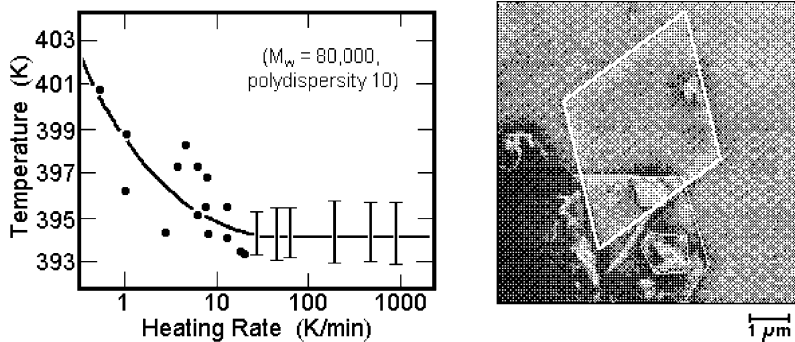 403
401
399
397
395
393
Temperature (K)
(Mw = 80,000,
polydispersity 10)
1
10
100
1000
Heating Rate (K/min)
1 µm